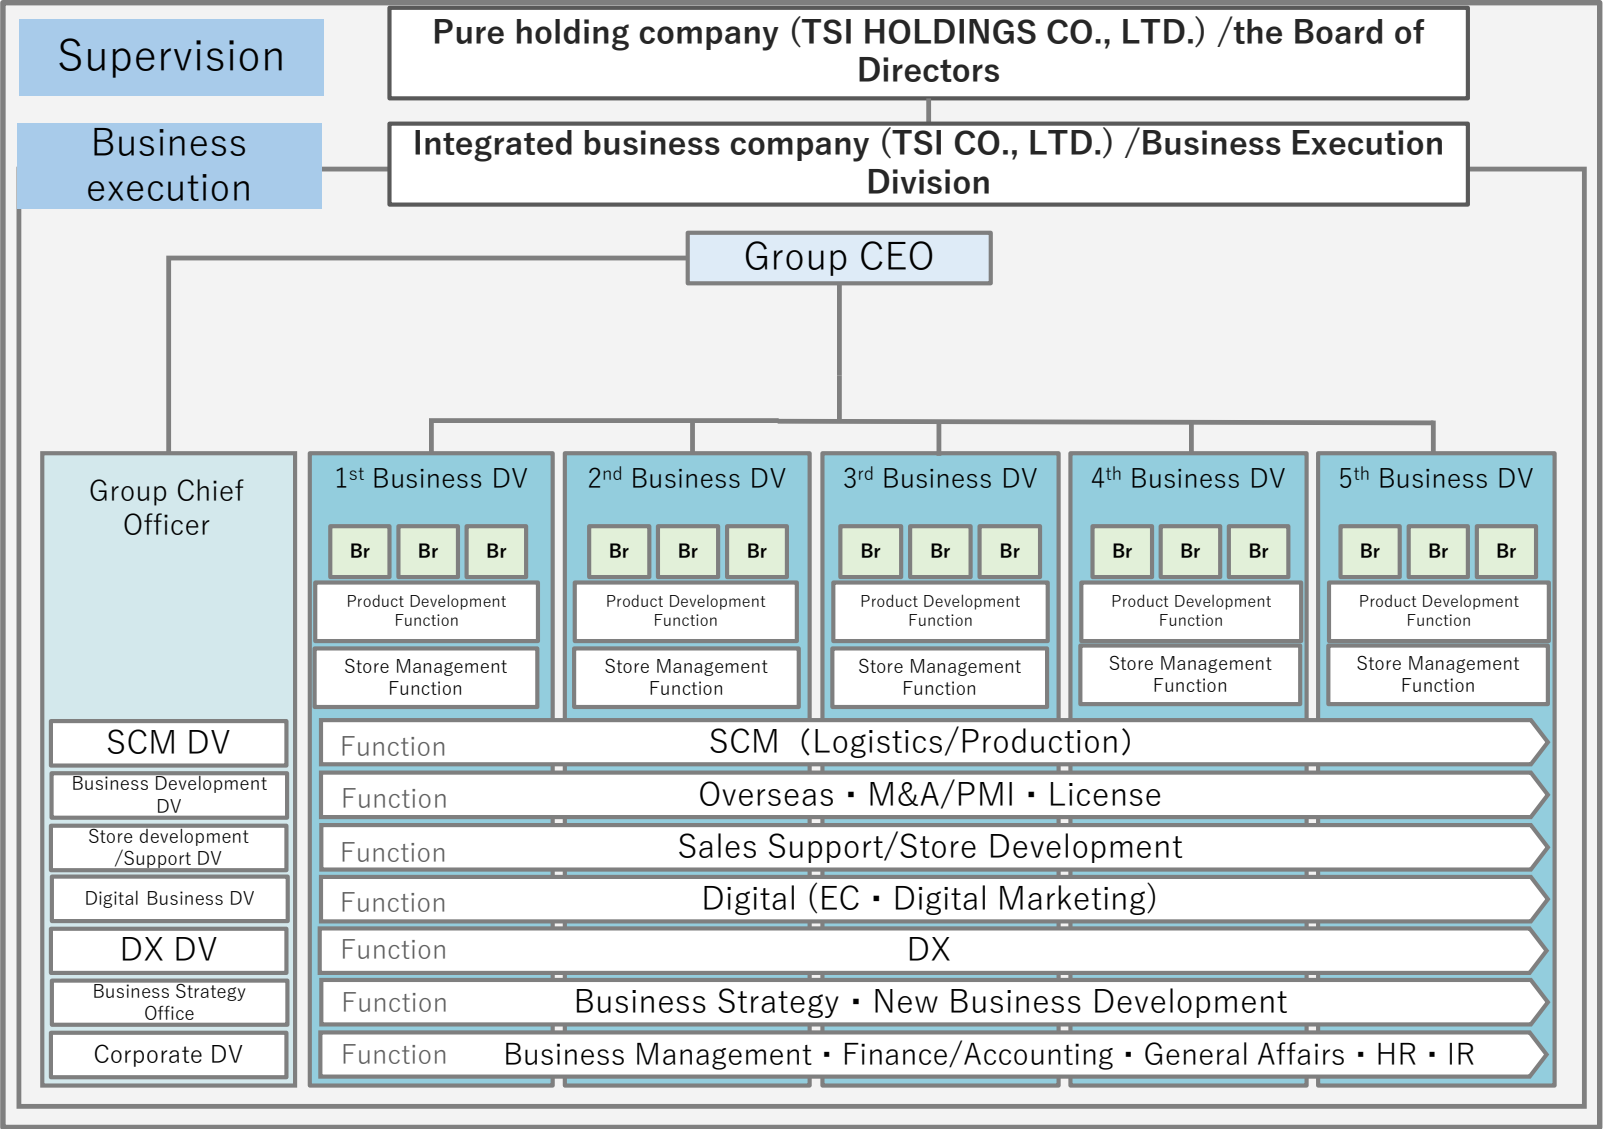 Supervision
Pure holding company (TSI HOLDINGS CO., LTD.) /the Board of
Directors
Business
execution
Integrated business company (TSI CO., LTD.) /Business Execution
Division
Group CEO
Group Chief
Officer
1st Business DV
2nd Business DV
3rd Business DV
4th Business DV
5th Business DV
Br Br Br
Br Br Br
Br Br Br
Br Br Br
Br Br Br
Product Development
Function
Product Development
Function
Product Development
Function
Product Development
Function
Product Development
Function
Store Management
Function
Store Management
Function
Store Management
Function
Store Management
Function
Store Management
Function
SCM DV
Function
SCM（Logistics/Production）
Business Development
DV
Function
Overseas・M&A/PMI・License
Store development
/Support DV
Function
Sales Support/Store Development
Digital Business DV
Function
Digital (EC・Digital Marketing)
DX DV
Function
DX
Business Strategy
Office
Function
Business Strategy・New Business Development
Corporate DV
Function
Business Management・Finance/Accounting・General Affairs・HR・IR